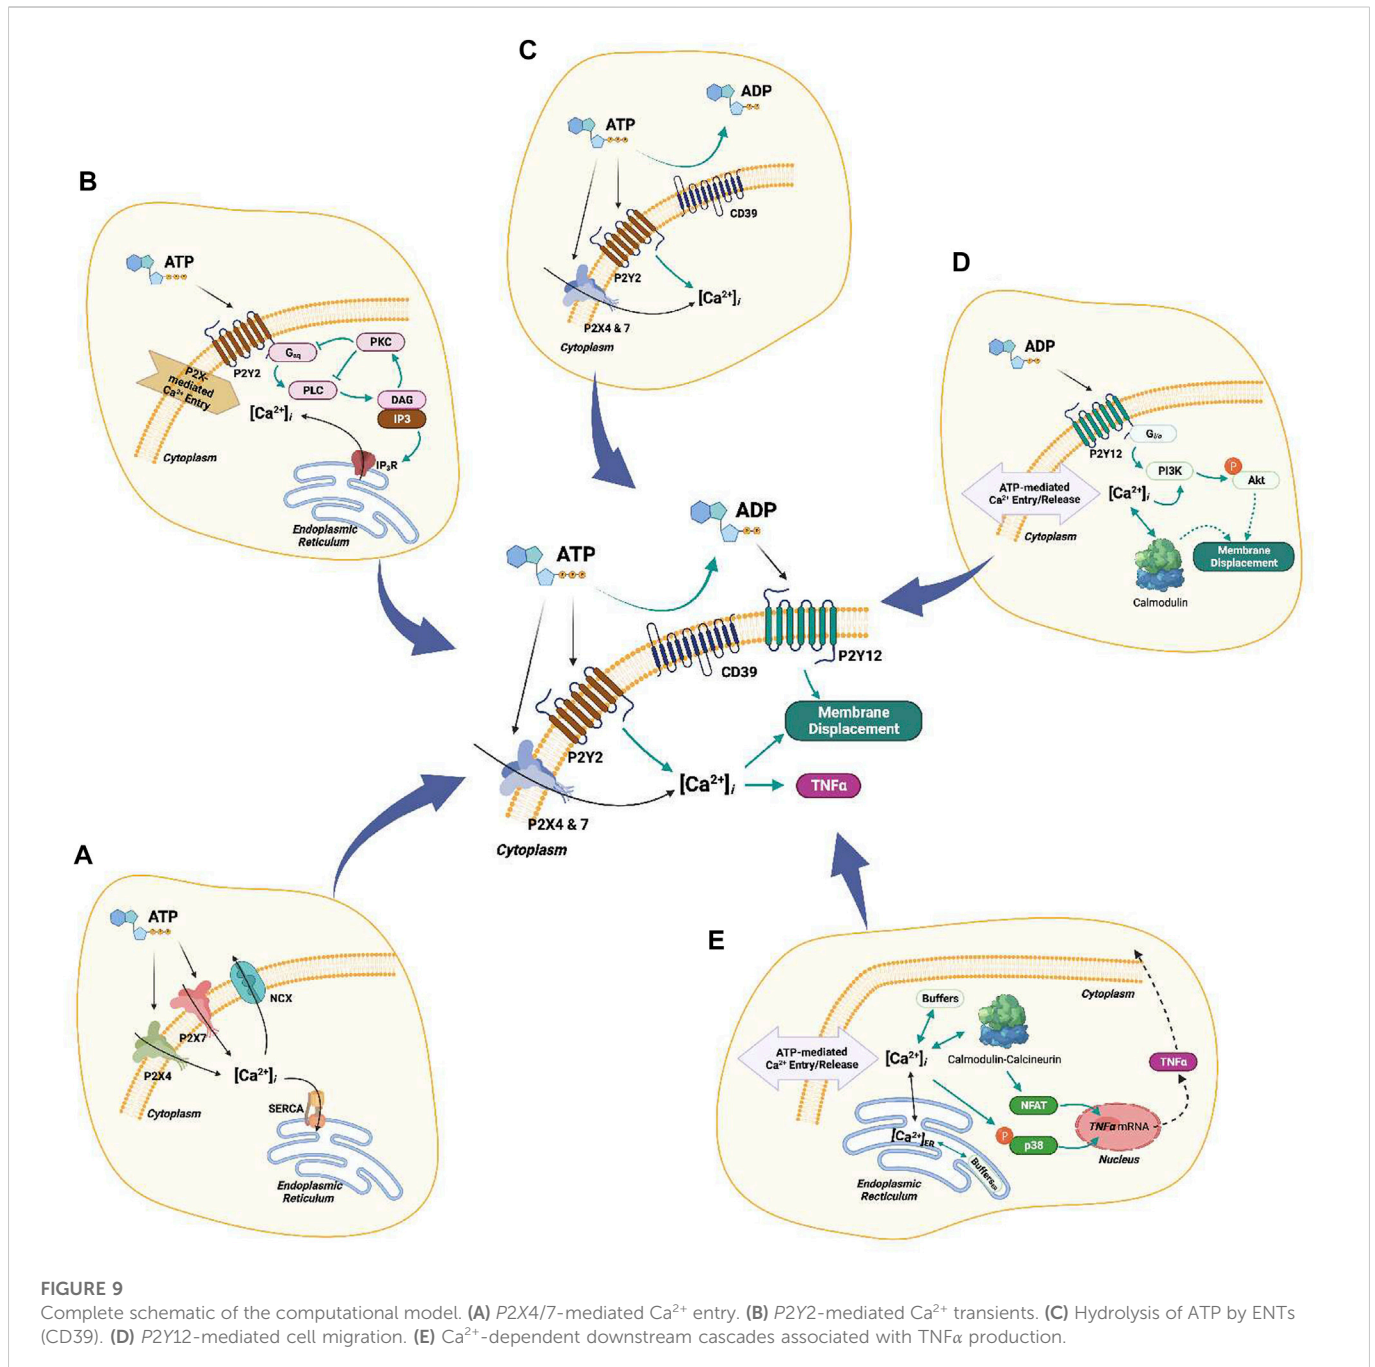 C
ATP
ADP
CD39
P2Y2
[Ca²⁺]ᵢ
P2X4 & 7
Cytoplasm
B
ATP
P2Y2
Gαq
PKC
PLC
DAG
IP3
P2X-
mediated
Ca²⁺ Entry
[Ca²⁺]ᵢ
IP₃R
Cytoplasm
Endoplasmic
Reticulum
D
ADP
P2Y12
Gi/o
PI3K
P
Akt
ATP-mediated
Ca²⁺ Entry/Release
[Ca²⁺]ᵢ
Cytoplasm
Membrane
Displacement
Calmodulin
ATP
ADP
CD39
P2Y12
P2Y2
Membrane
Displacement
[Ca²⁺]ᵢ
TNFα
P2X4 & 7
Cytoplasm
A
ATP
NCX
P2X7
P2X4
[Ca²⁺]ᵢ
Cytoplasm
SERCA
Endoplasmic
Reticulum
E
Cytoplasm
Buffers
ATP-mediated
Ca²⁺ Entry/Release
[Ca²⁺]ᵢ
Calmodulin-Calcineurin
TNFα
NFAT
P
p38
TNFα mRNA
Nucleus
[Ca²⁺]ER
BuffersER
Endoplasmic
Recticulum
FIGURE 9
Complete schematic of the computational model. (A) P2X4/7-mediated Ca²⁺ entry. (B) P2Y2-mediated Ca²⁺ transients. (C) Hydrolysis of ATP by ENTs
(CD39). (D) P2Y12-mediated cell migration. (E) Ca²⁺-dependent downstream cascades associated with TNFα production.